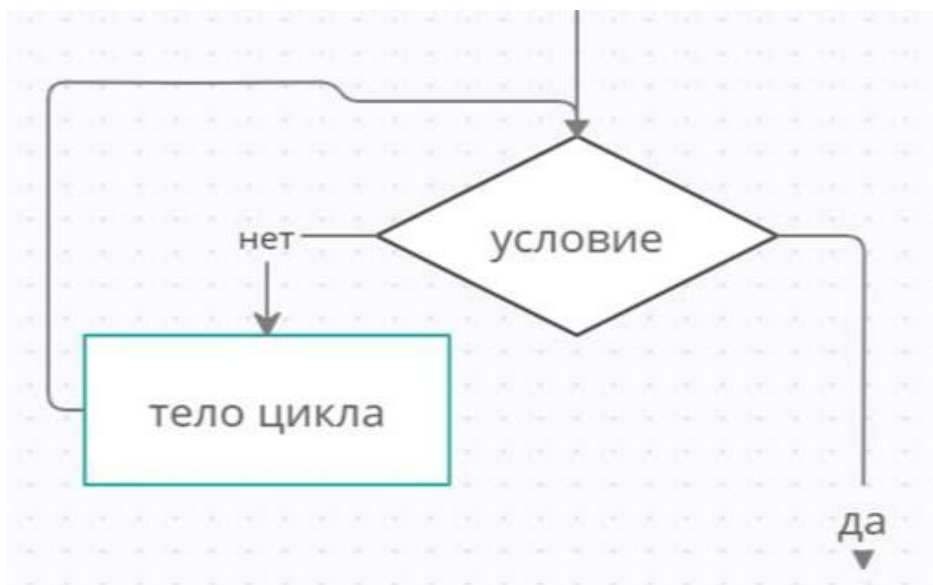 нет
условие
тело цикла
да